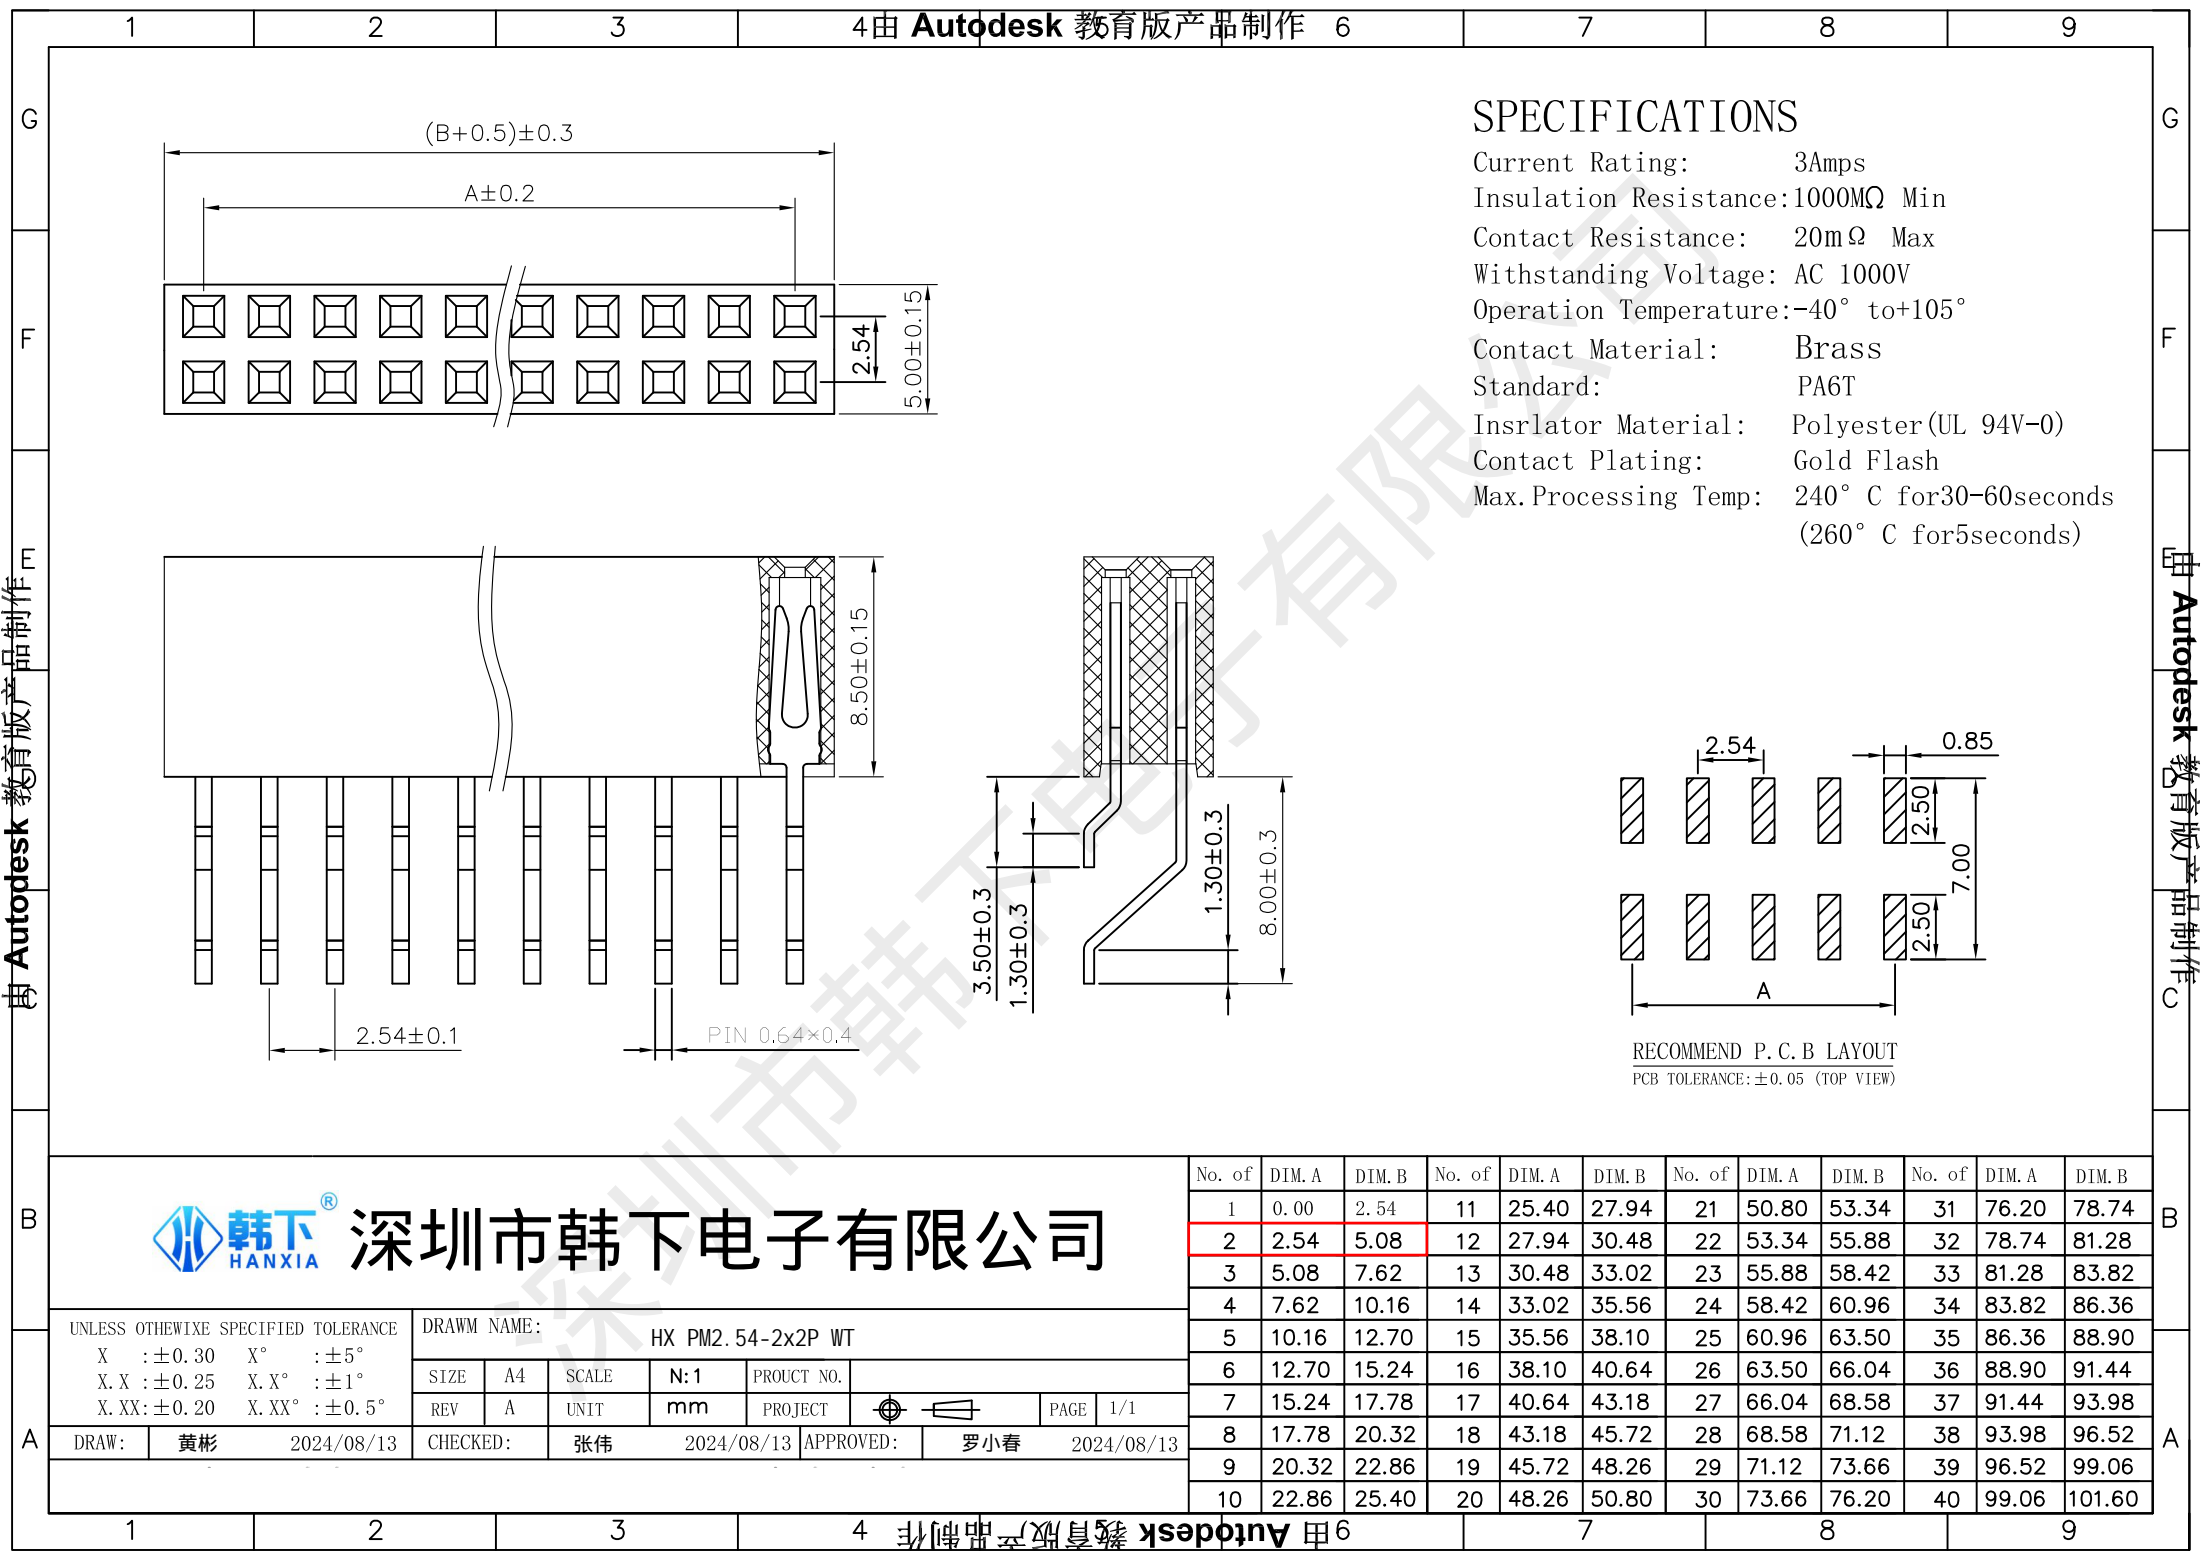 1 2 3 4 5 6 7 8 9
由 Autodesk 教育版产品制作
G F E D C B A
由 Autodesk 教育版产品制作
(B+0.5)±0.3
A±0.2
2.54
5.00±0.15
SPECIFICATIONS
Current Rating: 3Amps
Insulation Resistance:1000MΩ Min
Contact Resistance: 20mΩ Max
Withstanding Voltage: AC 1000V
Operation Temperature:-40° to+105°
Contact Material: Brass
Standard: PA6T
Insrlator Material: Polyester(UL 94V-0)
Contact Plating: Gold Flash
Max.Processing Temp: 240° C for30-60seconds
(260° C for5seconds)
8.50±0.15
2.54±0.1
PIN 0.64×0.4
3.50±0.3
1.30±0.3
1.30±0.3
8.00±0.3
2.54
0.85
2.50
7.00
2.50
A
RECOMMEND P.C.B LAYOUT
PCB TOLERANCE:±0.05 (TOP VIEW)
深圳市韩下电子有限公司
G F E D C B A
由 Autodesk 教育版产品制作
韩下®
HANXIA
深圳市韩下电子有限公司
UNLESS OTHEWIXE SPECIFIED TOLERANCE
X :±0.30 X° :±5°
X.X :±0.25 X.X° :±1°
X.XX:±0.20 X.XX° :±0.5°
DRAWM NAME: HX PM2.54-2x2P WT
SIZE A4 SCALE N:1 PROUCT NO.
REV A UNIT mm PROJECT PAGE 1/1
DRAW: 黄彬 2024/08/13 CHECKED: 张伟 2024/08/13 APPROVED: 罗小春 2024/08/13
No. of DIM.A DIM.B No. of DIM.A DIM.B No. of DIM.A DIM.B No. of DIM.A DIM.B
1 0.00 2.54 11 25.40 27.94 21 50.80 53.34 31 76.20 78.74
2 2.54 5.08 12 27.94 30.48 22 53.34 55.88 32 78.74 81.28
3 5.08 7.62 13 30.48 33.02 23 55.88 58.42 33 81.28 83.82
4 7.62 10.16 14 33.02 35.56 24 58.42 60.96 34 83.82 86.36
5 10.16 12.70 15 35.56 38.10 25 60.96 63.50 35 86.36 88.90
6 12.70 15.24 16 38.10 40.64 26 63.50 66.04 36 88.90 91.44
7 15.24 17.78 17 40.64 43.18 27 66.04 68.58 37 91.44 93.98
8 17.78 20.32 18 43.18 45.72 28 68.58 71.12 38 93.98 96.52
9 20.32 22.86 19 45.72 48.26 29 71.12 73.66 39 96.52 99.06
10 22.86 25.40 20 48.26 50.80 30 73.66 76.20 40 99.06 101.60
1 2 3 4 5 6 7 8 9
由 Autodesk 教育版产品制作